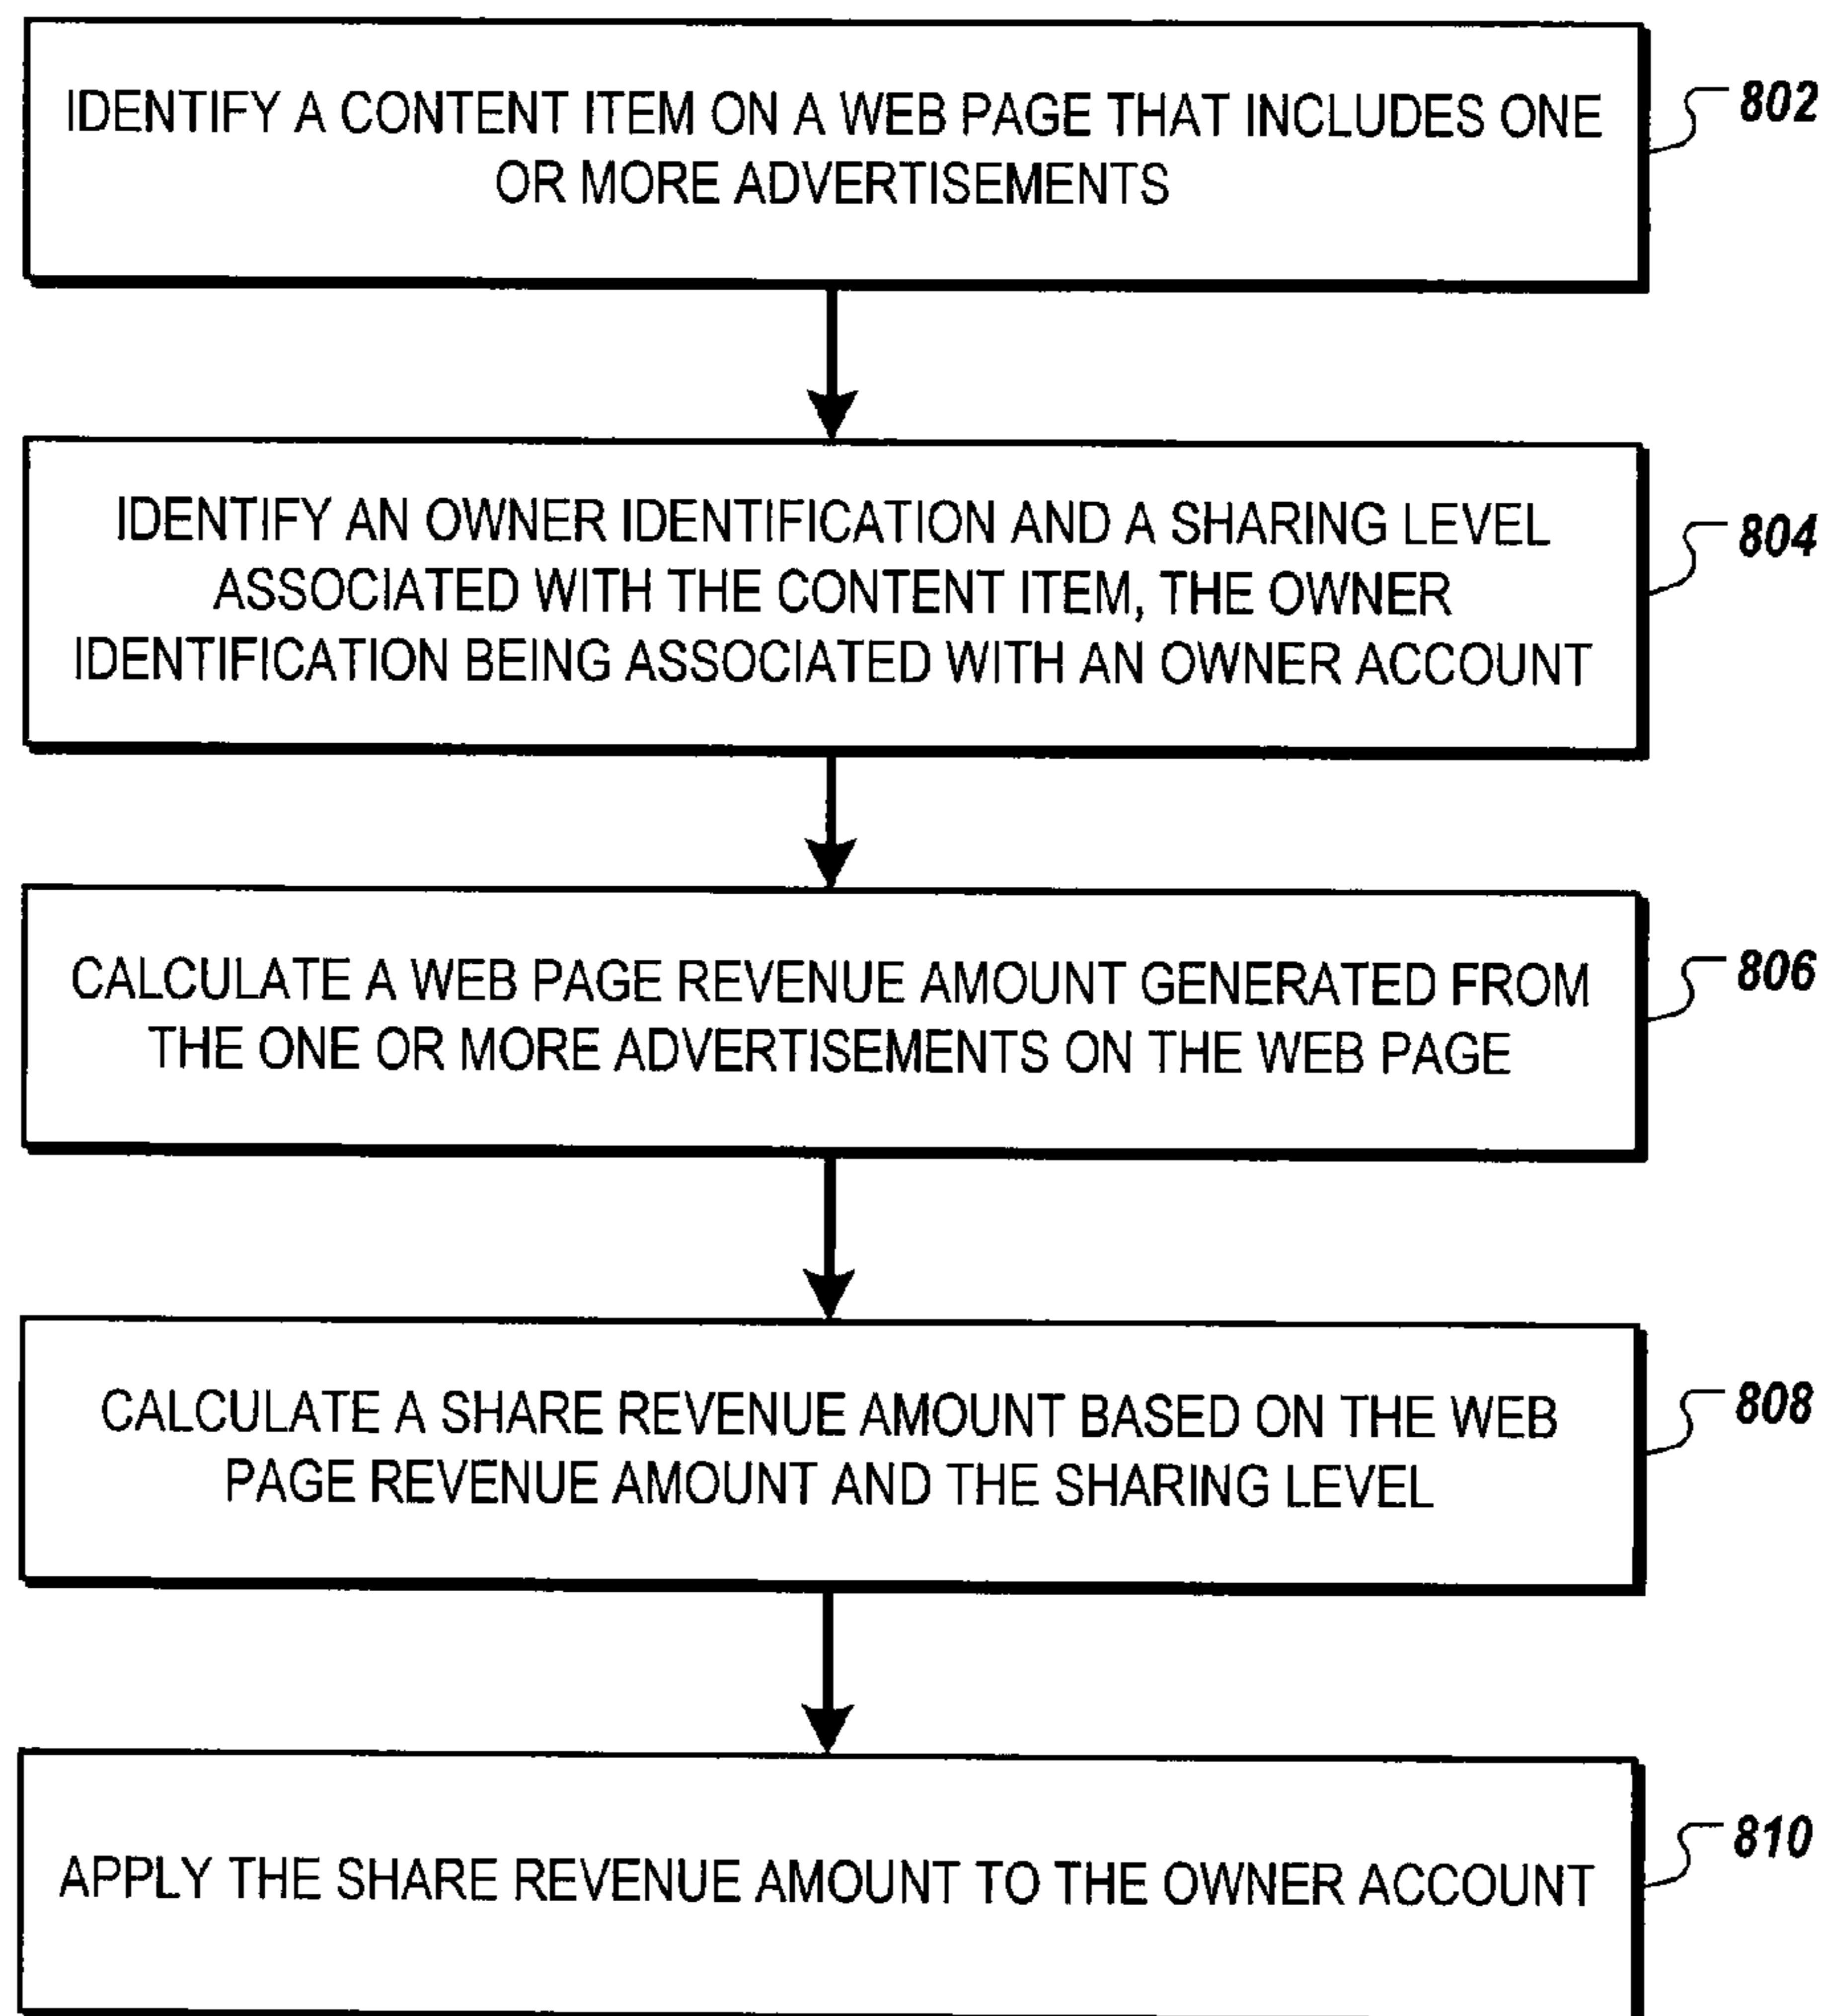 IDENTIFY A CONTENT ITEM ON A WEB PAGE THAT INCLUDES ONE
OR MORE ADVERTISEMENTS
802
IDENTIFY AN OWNER IDENTIFICATION AND A SHARING LEVEL
ASSOCIATED WITH THE CONTENT ITEM, THE OWNER
IDENTIFICATION BEING ASSOCIATED WITH AN OWNER ACCOUNT
804
CALCULATE A WEB PAGE REVENUE AMOUNT GENERATED FROM
THE ONE OR MORE ADVERTISEMENTS ON THE WEB PAGE
806
CALCULATE A SHARE REVENUE AMOUNT BASED ON THE WEB
PAGE REVENUE AMOUNT AND THE SHARING LEVEL
808
APPLY THE SHARE REVENUE AMOUNT TO THE OWNER ACCOUNT
810